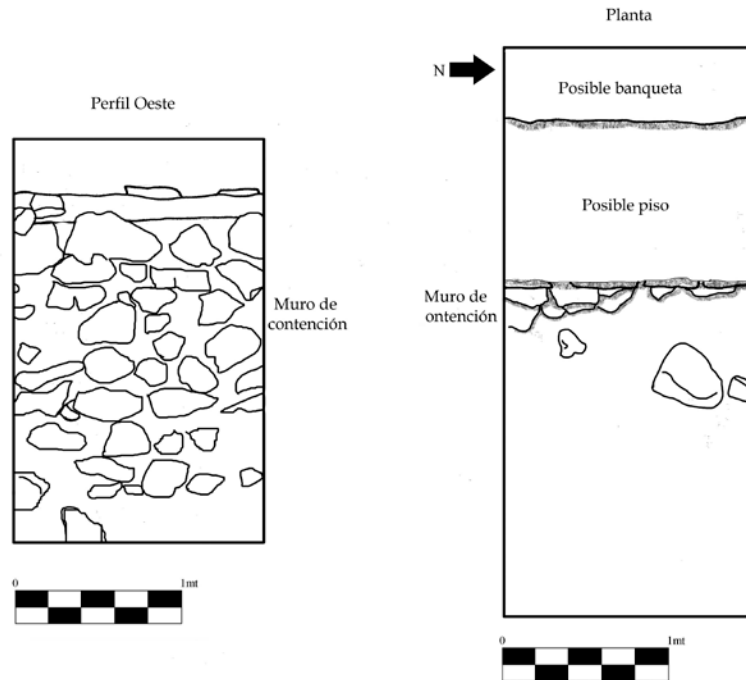 Perfil Oeste
Muro de
contención
0
1mt
Planta
N
Posible banqueta
Posible piso
Muro de
ontención
0
1mt